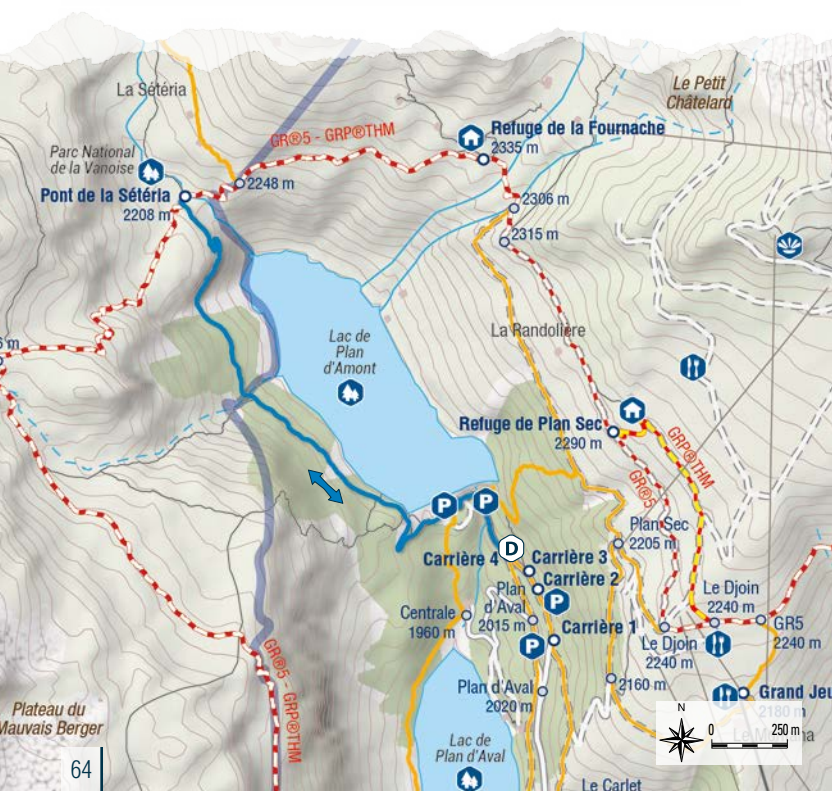 La Sétéria
Le Petit
Châtelard
GR®5 - GRP®THM
Refuge de la Fournache
2335 m
Parc National
de la Vanoise
2248 m
Pont de la Sétéria
2208 m
2306 m
2315 m
Lac de
Plan
d'Amont
La Randolière
m
Refuge de Plan Sec
2290 m
GRP®THM
GR®5
P
P
Plan Sec
2205 m
D
Carrière 4
Carrière 3
Carrière 2
P
Plan
d'Aval
2015 m
Centrale
1960 m
Carrière 1
P
Le Djoin
2240 m
GR5
2240 m
Le Djoin
2240 m
GR®5 - GRP®THM
Plan d'Aval
2020 m
2160 m
Grand Jeu
2180 m
Plateau du
Mauvais Berger
N
0
250 m
Lac de
Plan d'Aval
64
Le Carlet